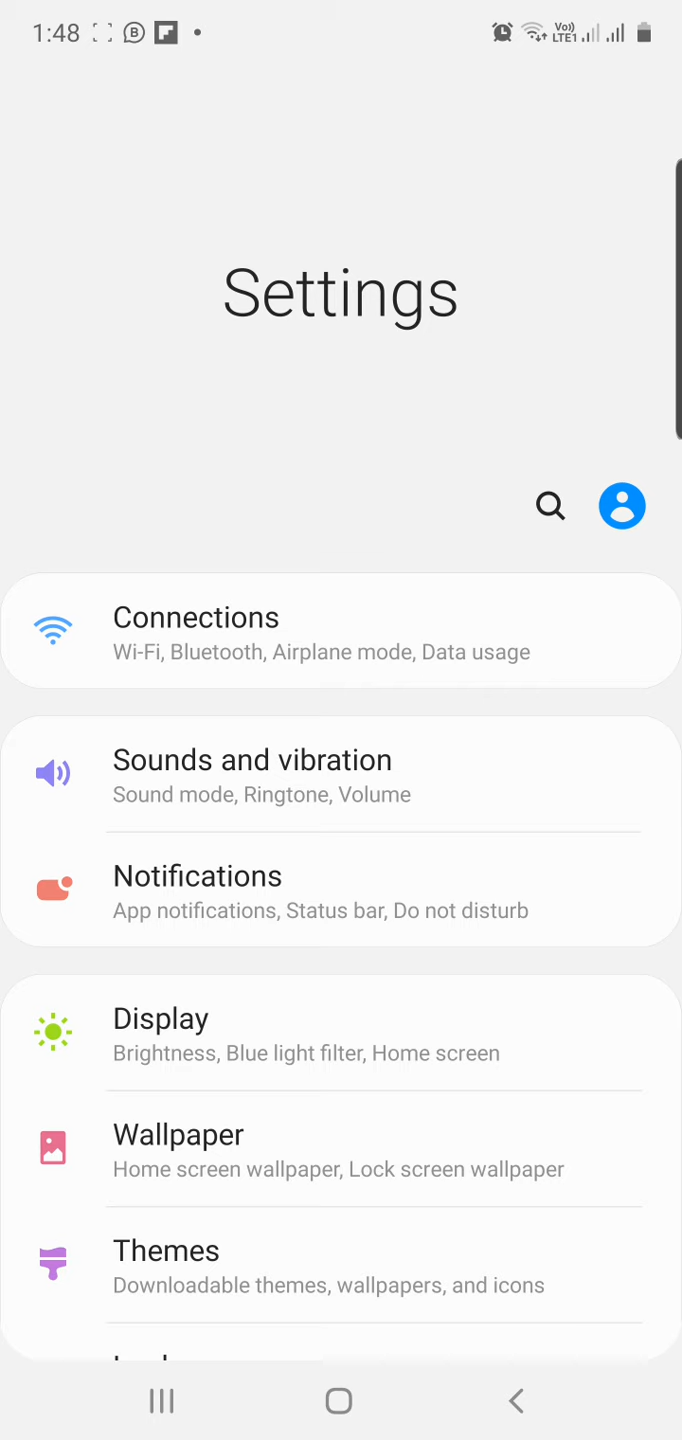 1:48
Vo))
LTE1
Settings
Connections
Wi-Fi, Bluetooth, Airplane mode, Data usage
Sounds and vibration
Sound mode, Ringtone, Volume
Notifications
App notifications, Status bar, Do not disturb
Display
Brightness, Blue light filter, Home screen
Wallpaper
Home screen wallpaper, Lock screen wallpaper
Themes
Downloadable themes, wallpapers, and icons